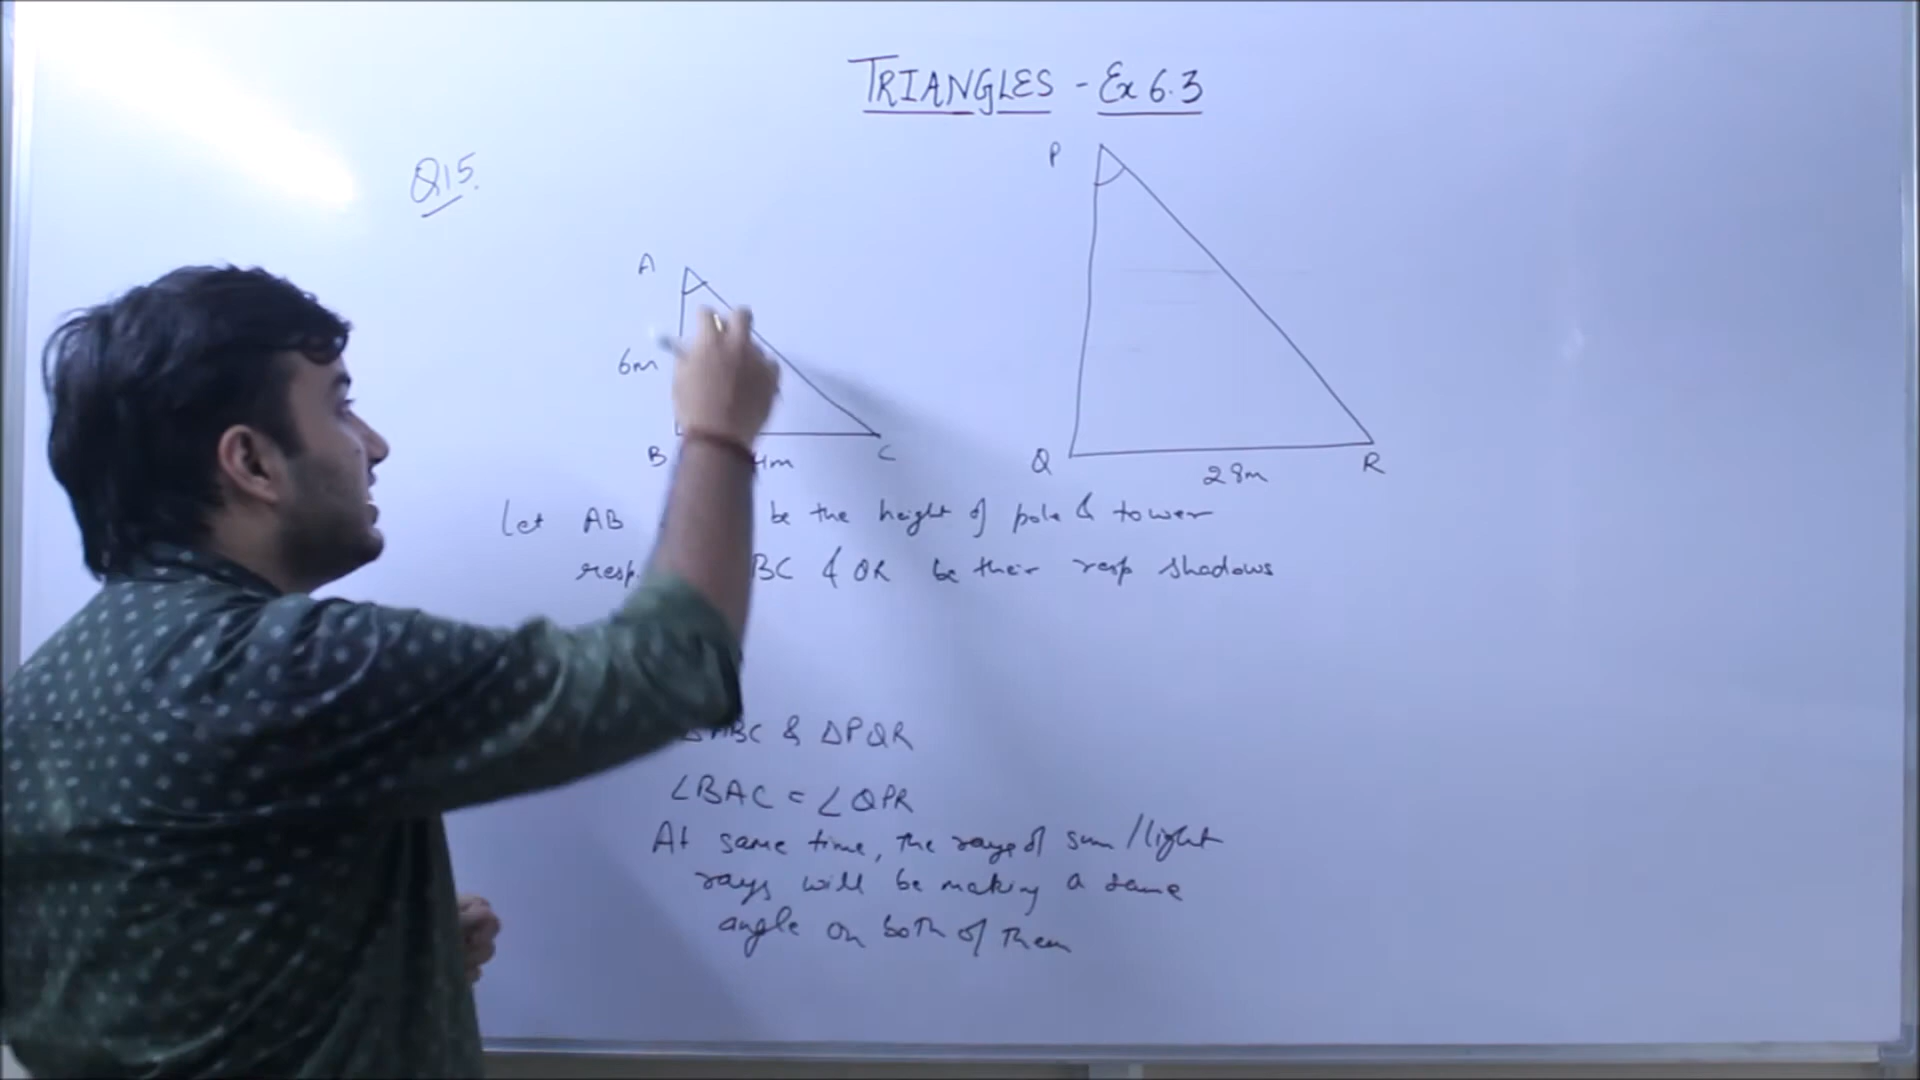 TRIANGLES - Ex 6.3
Q15.
P
A
6m
B
4m
C
Q
28m
R
Let AB be the height of pole & tower
resp. BC & QR be their resp shadows
ΔABC & ΔPQR
∠BAC = ∠QPR
At same time, the rays of sun/light
rays will be making a same
angle on both of them